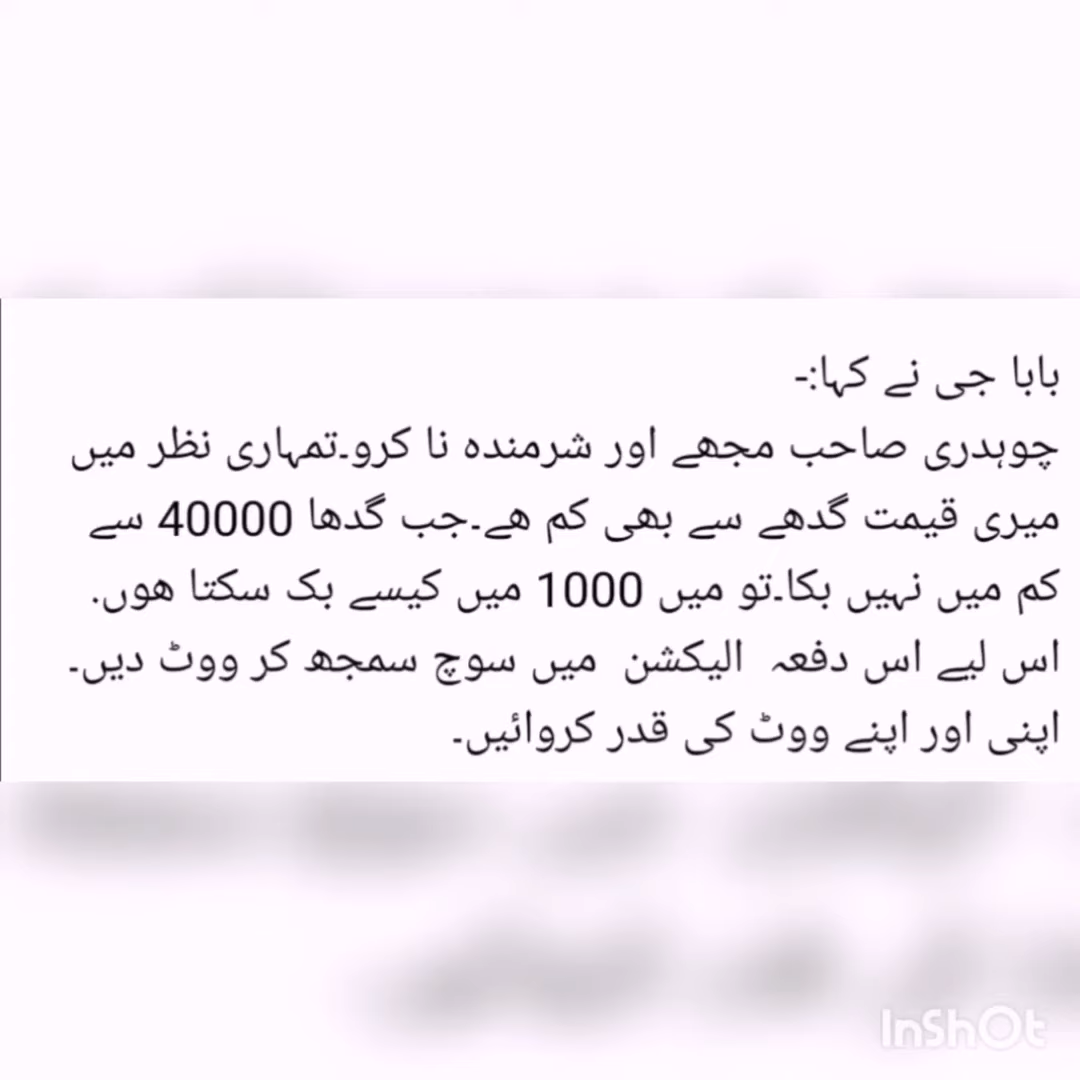 بابا جی نے کہا:-
چوہدری صاحب مجھے اور شرمندہ نا کرو۔تمہاری نظر میں
میری قیمت گدھے سے بھی کم ھے۔جب گدھا 40000 سے
کم میں نہیں بکا۔تو میں 1000 میں کیسے بک سکتا ھوں.
اس لیے اس دفعہ الیکشن میں سوچ سمجھ کر ووٹ دیں۔
اپنی اور اپنے ووٹ کی قدر کروائیں۔
InShOt